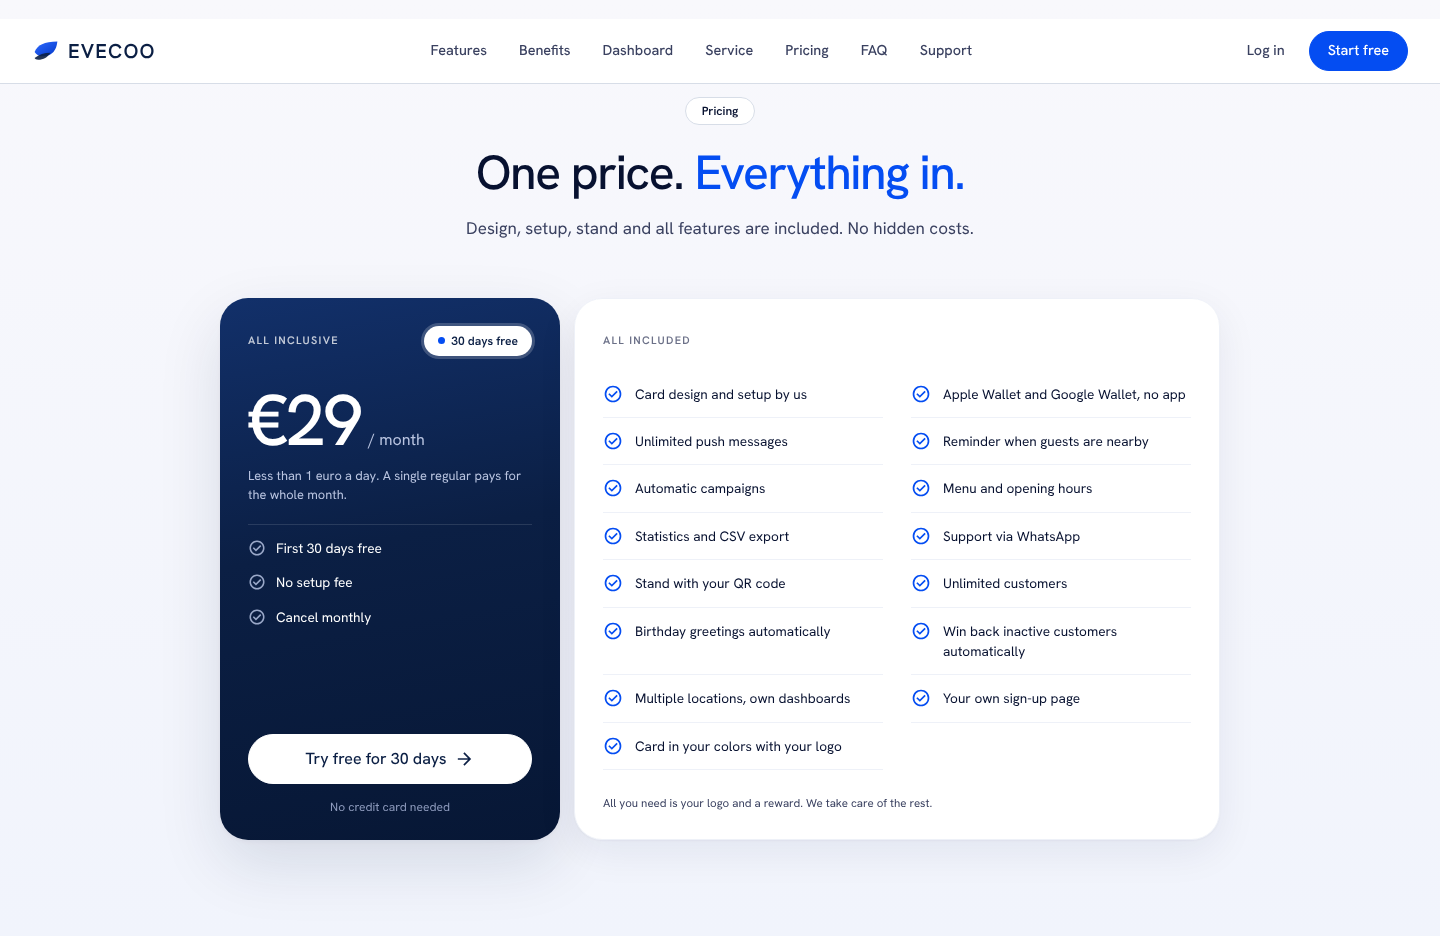 EVECOO
Features
Benefits
Dashboard
Service
Pricing
FAQ
Support
Log in
Start free
Pricing
One price. Everything in.
Design, setup, stand and all features are included. No hidden costs.
ALL INCLUSIVE
30 days free
€29 / month
Less than 1 euro a day. A single regular pays for
the whole month.
First 30 days free
No setup fee
Cancel monthly
Try free for 30 days
No credit card needed
ALL INCLUDED
Card design and setup by us
Apple Wallet and Google Wallet, no app
Unlimited push messages
Reminder when guests are nearby
Automatic campaigns
Menu and opening hours
Statistics and CSV export
Support via WhatsApp
Stand with your QR code
Unlimited customers
Birthday greetings automatically
Win back inactive customers
automatically
Multiple locations, own dashboards
Your own sign-up page
Card in your colors with your logo
All you need is your logo and a reward. We take care of the rest.